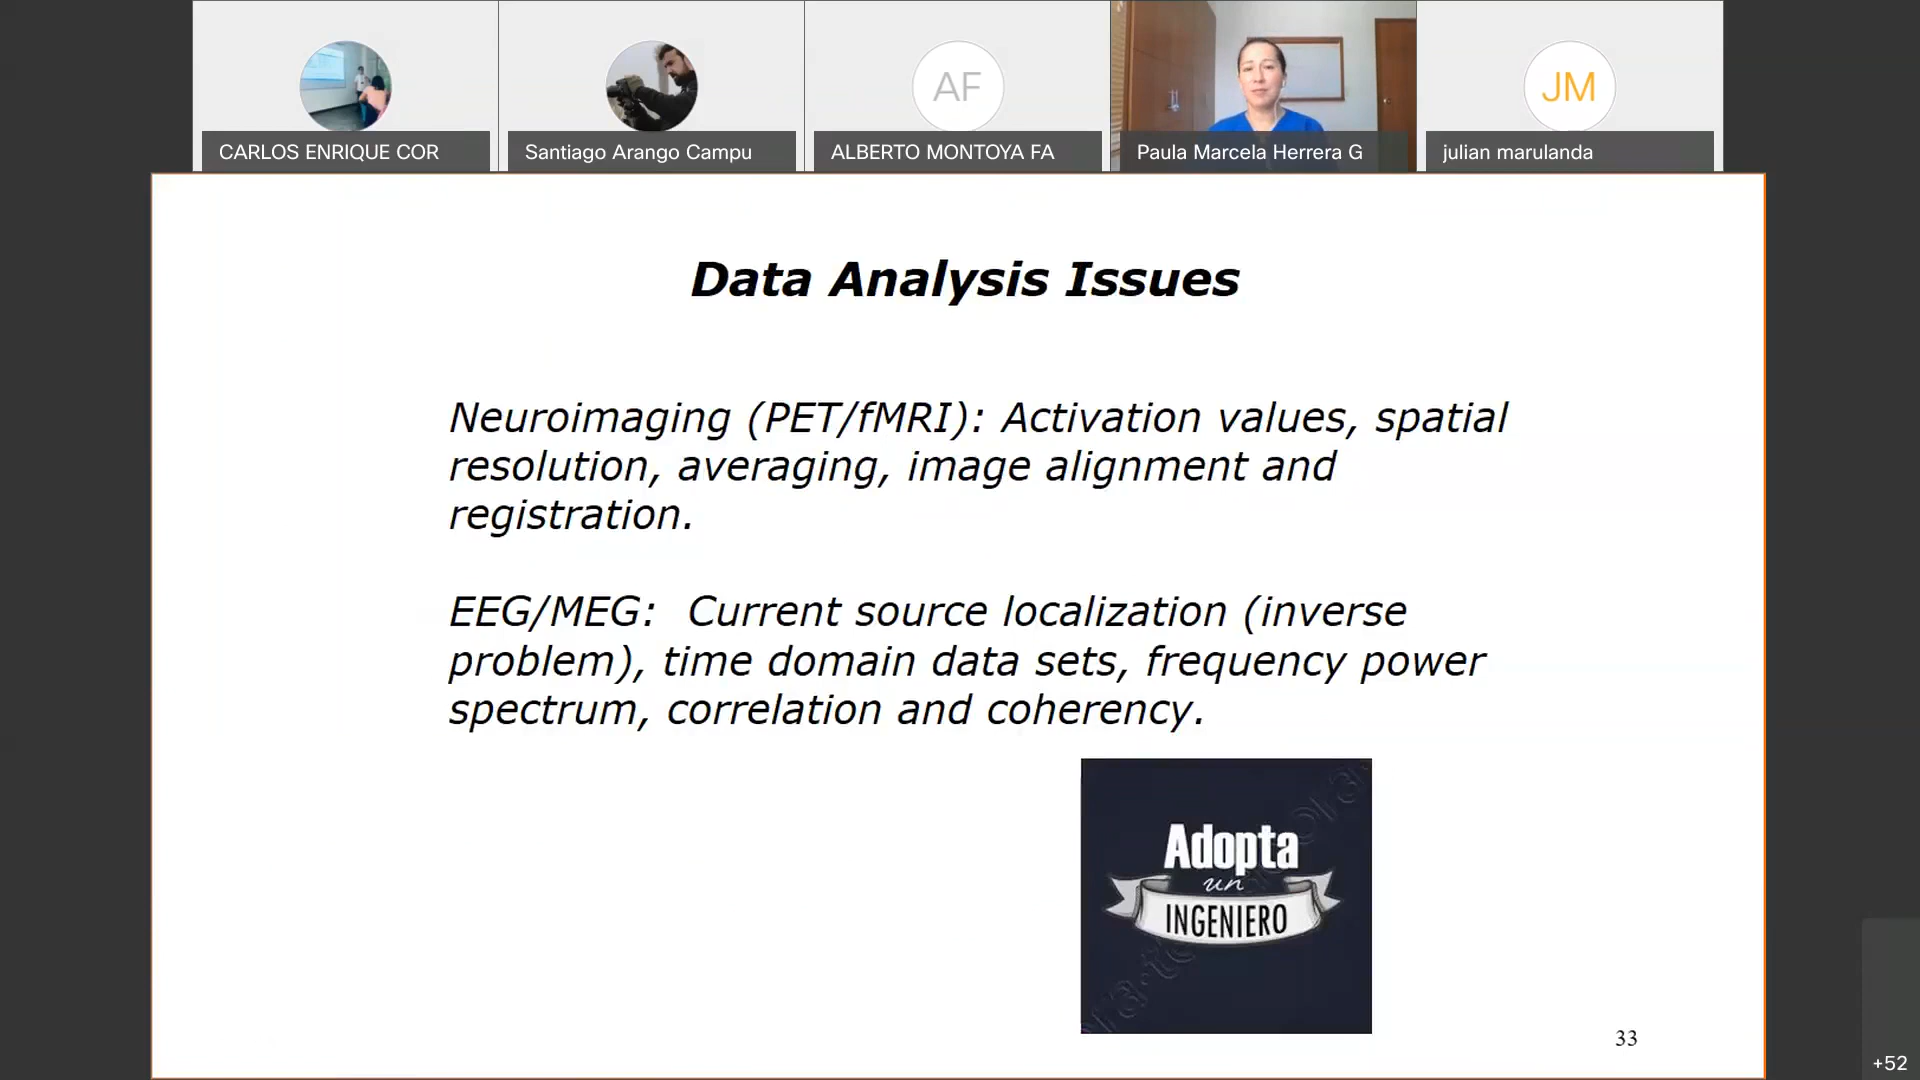 AF
JM
CARLOS ENRIQUE COR
Santiago Arango Campu
ALBERTO MONTOYA FA
Paula Marcela Herrera G
julian marulanda
Data Analysis Issues
Neuroimaging (PET/fMRI): Activation values, spatial
resolution, averaging, image alignment and
registration.
EEG/MEG: Current source localization (inverse
problem), time domain data sets, frequency power
spectrum, correlation and coherency.
Adopta
un
INGENIERO
33
+52